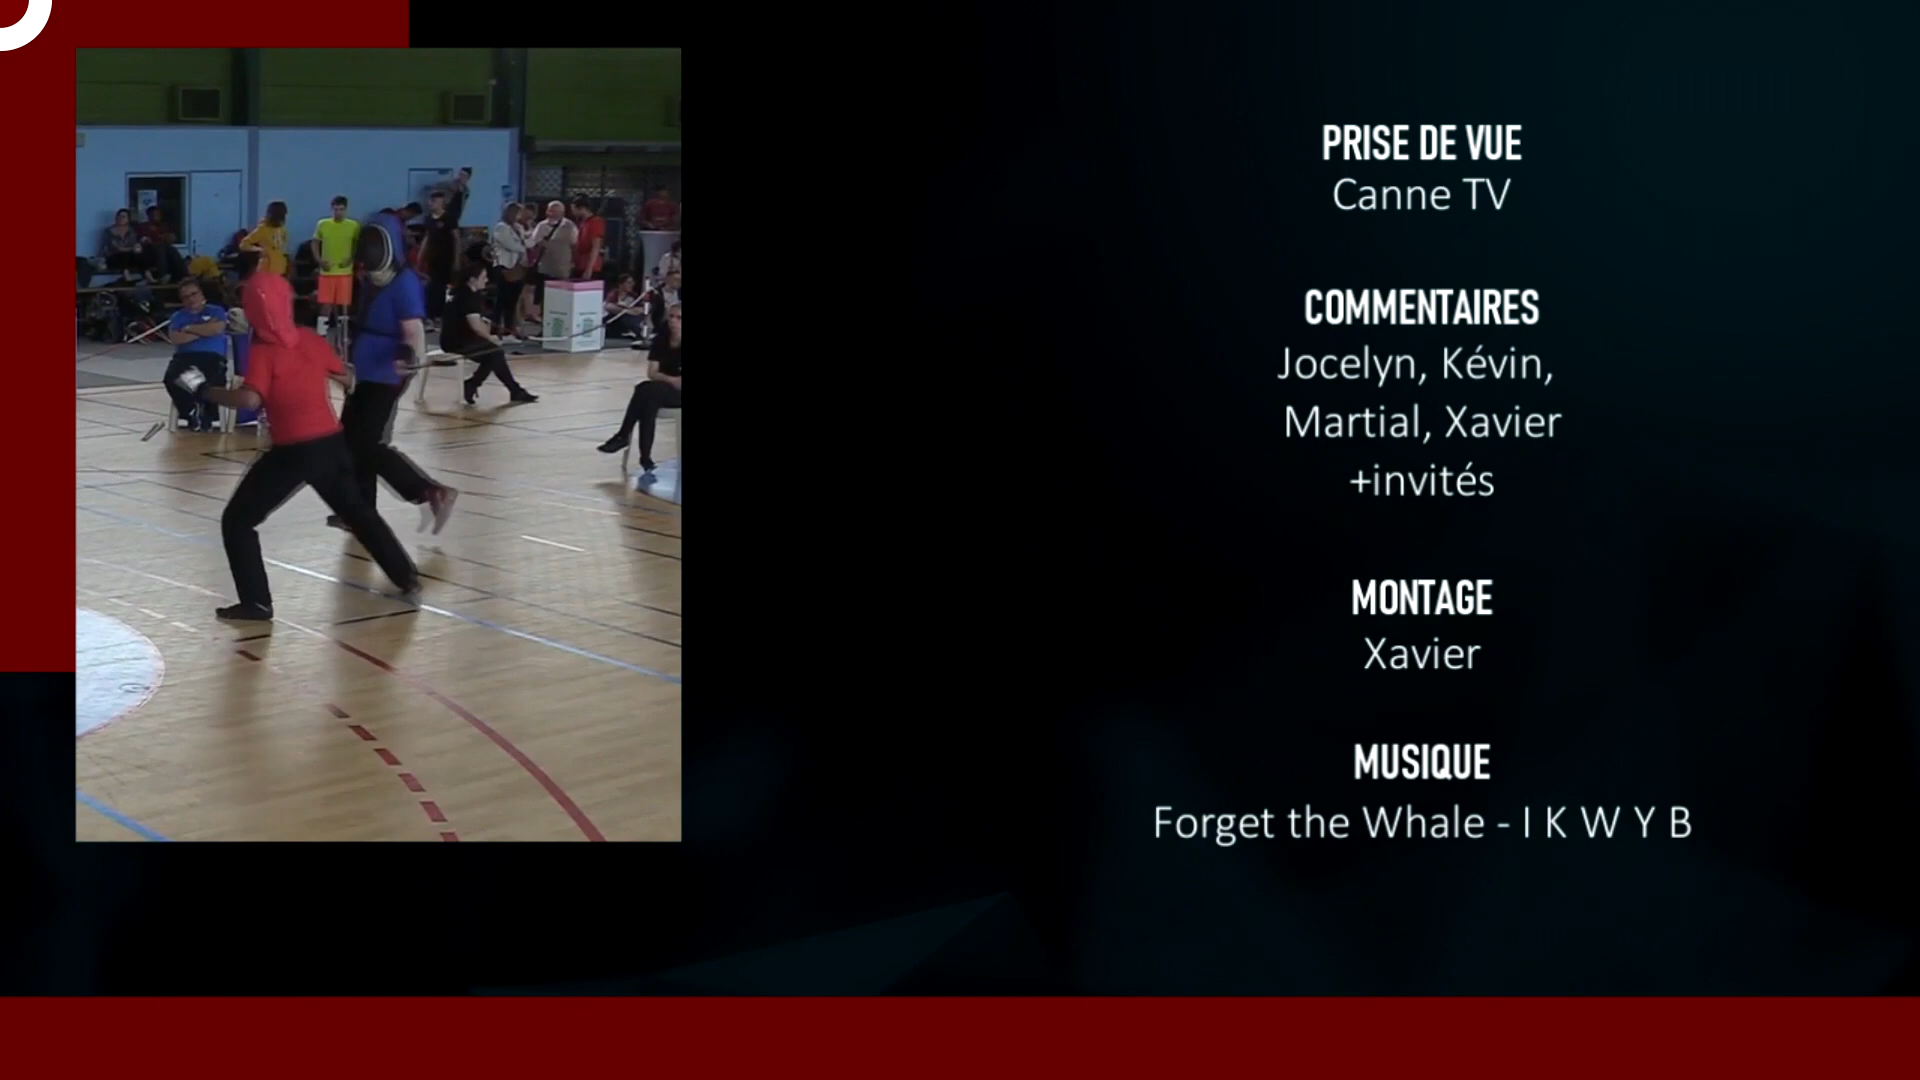 PRISE DE VUE
Canne TV
COMMENTAIRES
Jocelyn, Kévin,
Martial, Xavier
+invités
MONTAGE
Xavier
MUSIQUE
Forget the Whale - I K W Y B